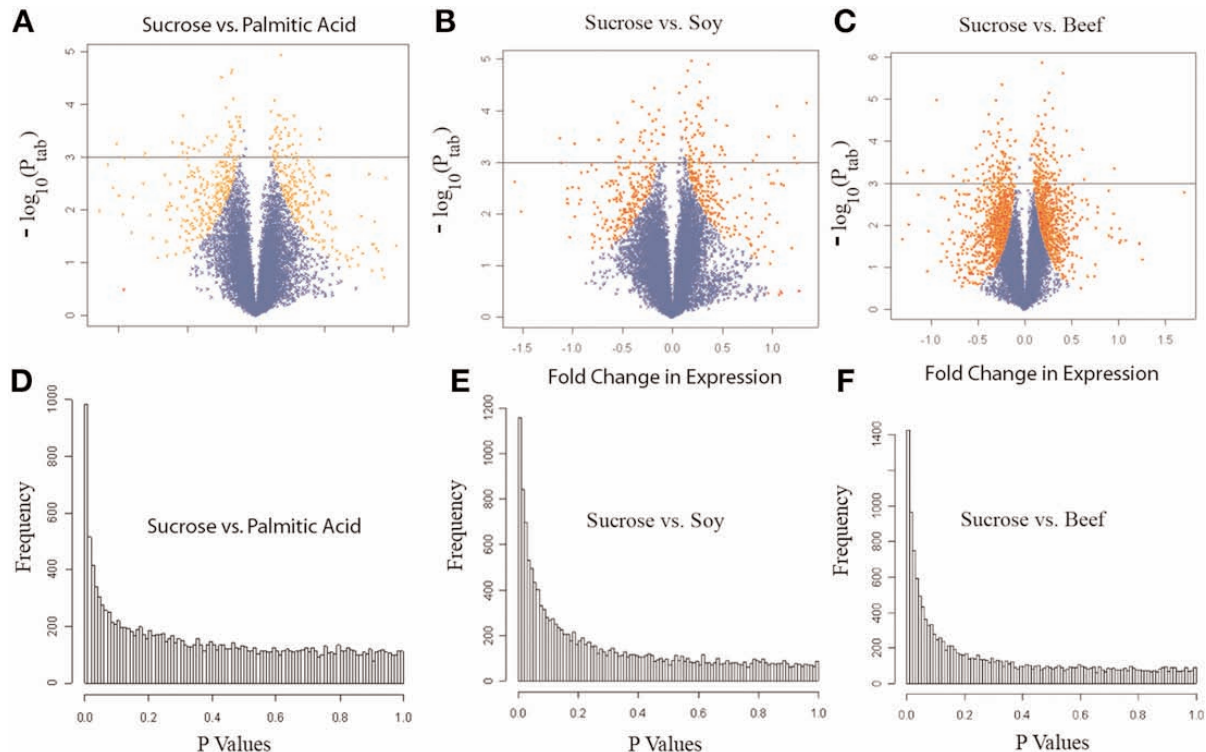 A
Sucrose vs. Palmitic Acid
5
4
3
2
1
0
- log10(Ptab)
B
Sucrose vs. Soy
5
4
3
2
1
0
- log10(Ptab)
-1.5 -1.0 -0.5 0.0 0.5 1.0
Fold Change in Expression
C
Sucrose vs. Beef
6
5
4
3
2
1
0
- log10(Ptab)
-1.0 -0.5 0.0 0.5 1.0 1.5
Fold Change in Expression
D
1000
800
600
400
200
0
Frequency
Sucrose vs. Palmitic Acid
0.0 0.2 0.4 0.6 0.8 1.0
P Values
E
1200
1000
800
600
400
200
0
Frequency
Sucrose vs. Soy
0.0 0.2 0.4 0.6 0.8 1.0
P Values
F
1400
1000
800
600
400
200
0
Frequency
Sucrose vs. Beef
0.0 0.2 0.4 0.6 0.8 1.0
P Values